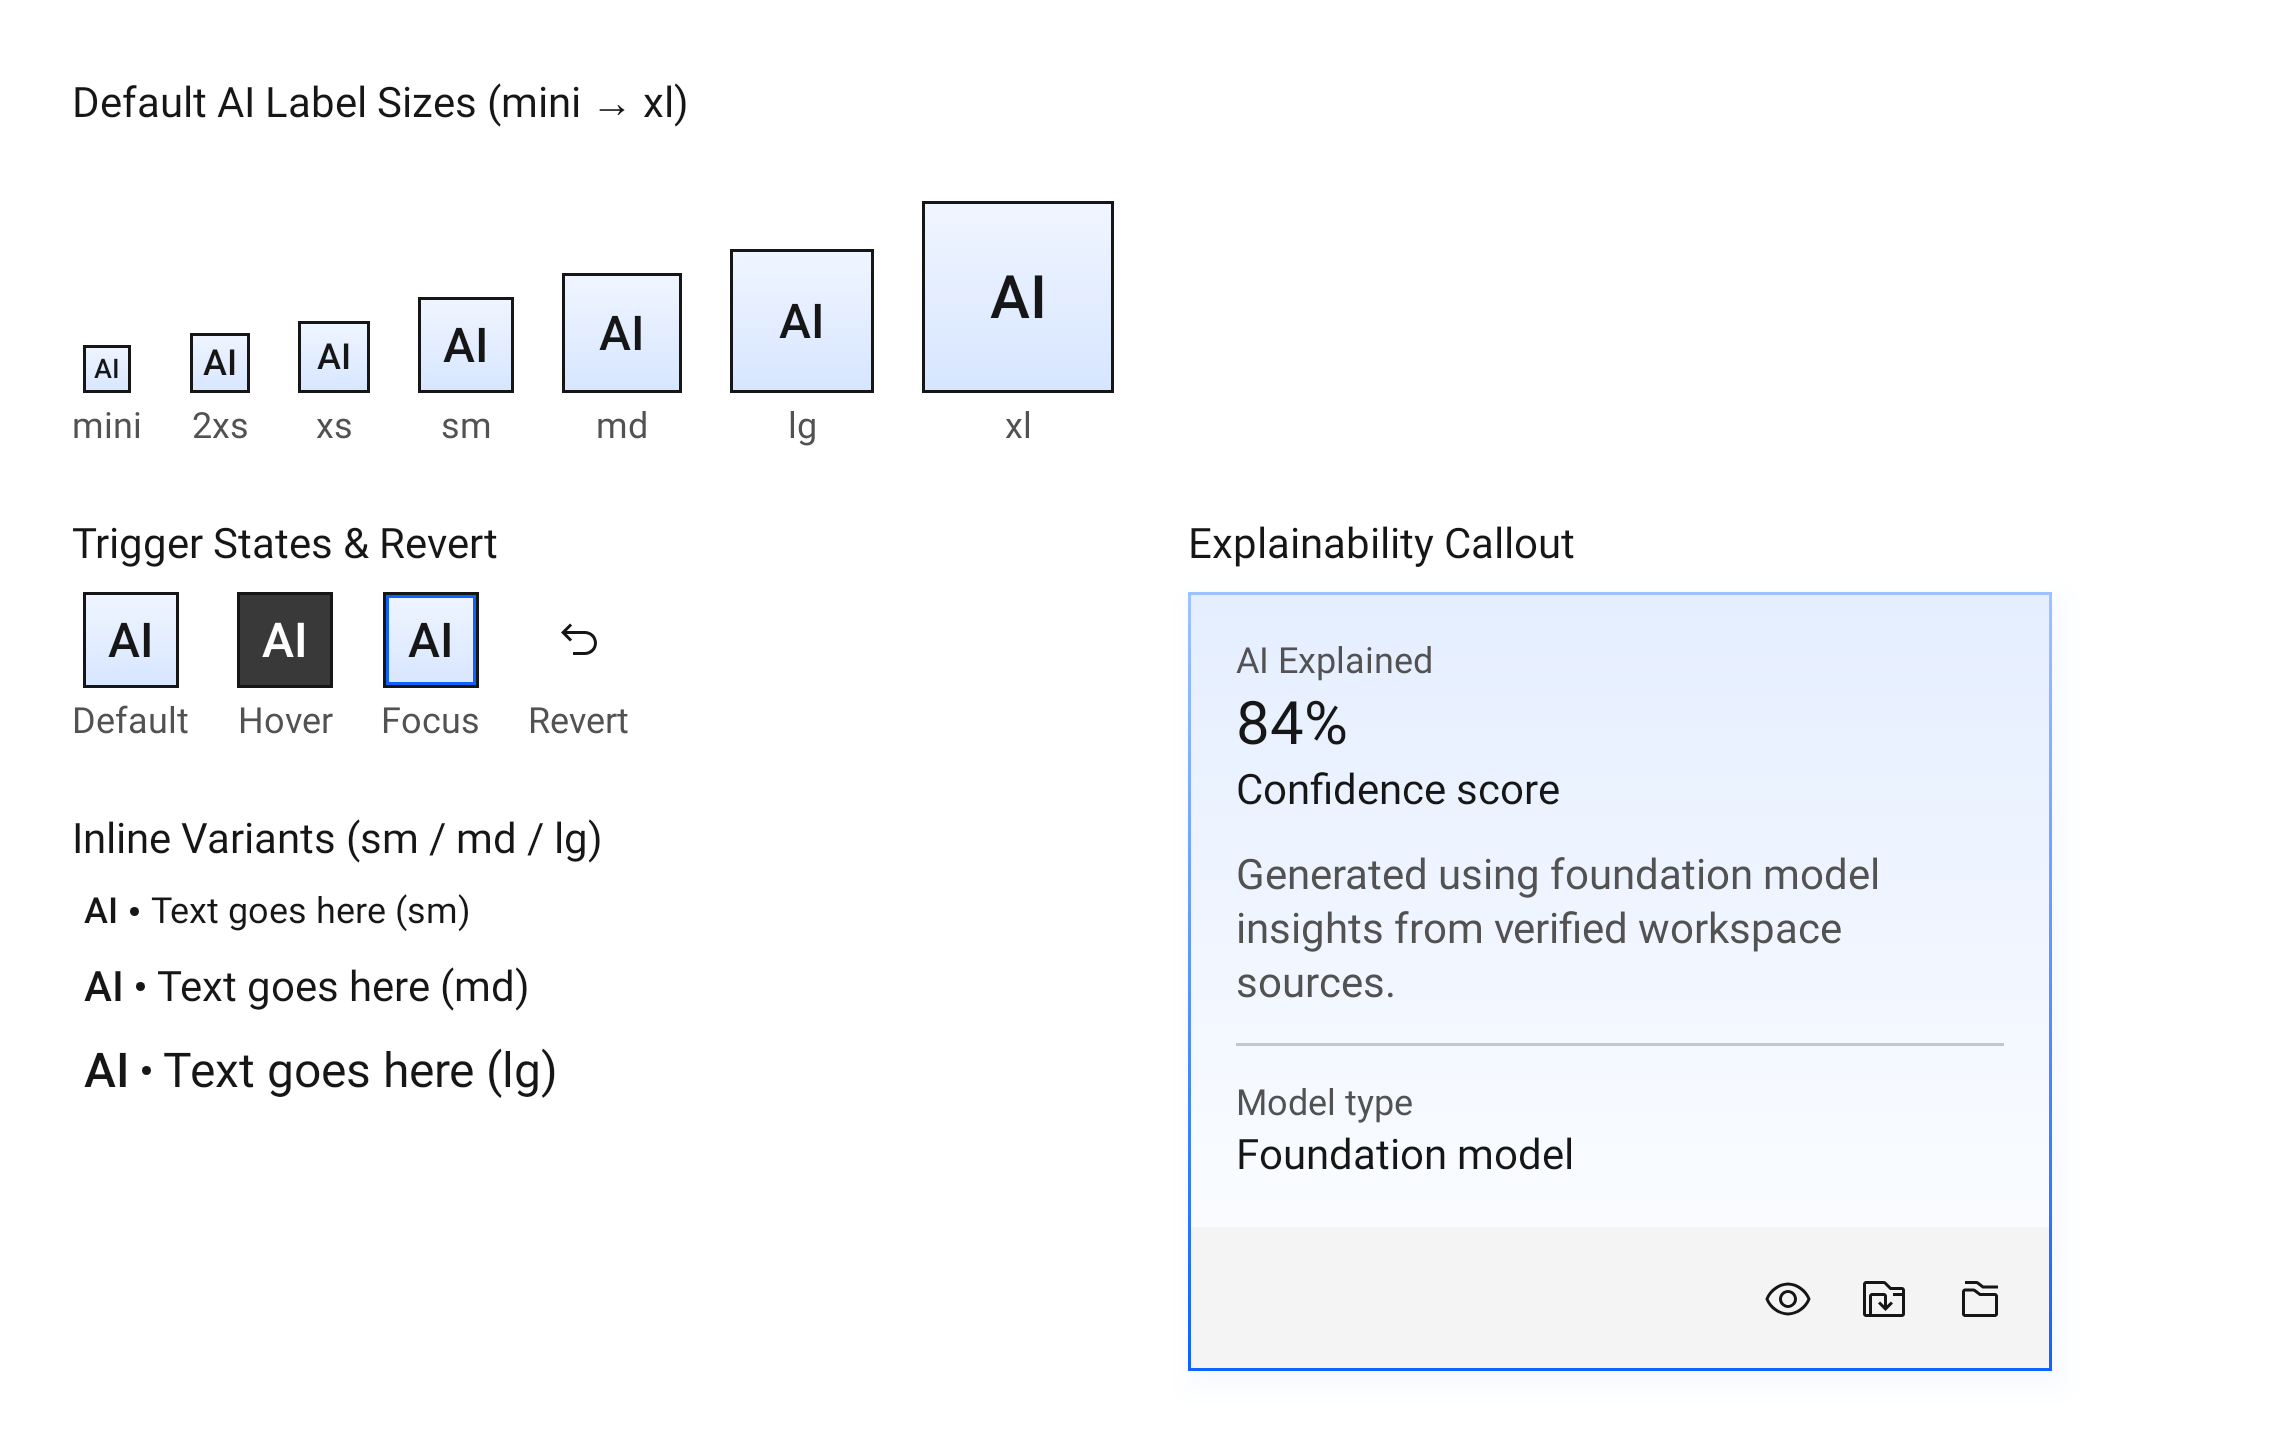 Default AI Label Sizes (mini → xl)
AI AI AI AI AI AI AI
mini 2xs xs sm md lg xl
Trigger States & Revert
AI AI AI
Default Hover Focus Revert
Inline Variants (sm / md / lg)
AI • Text goes here (sm)
AI • Text goes here (md)
AI • Text goes here (lg)
Explainability Callout
AI Explained
84%
Confidence score
Generated using foundation model
insights from verified workspace
sources.
Model type
Foundation model